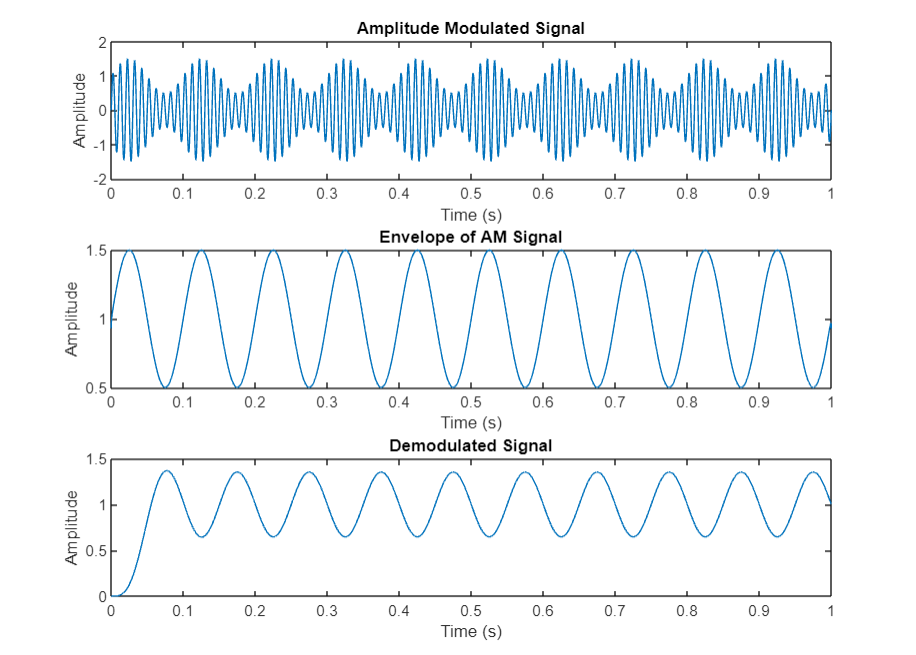 Amplitude Modulated Signal
2
1
0
-1
-2
Amplitude
0 0.1 0.2 0.3 0.4 0.5 0.6 0.7 0.8 0.9 1
Time (s)
Envelope of AM Signal
1.5
1
0.5
Amplitude
0 0.1 0.2 0.3 0.4 0.5 0.6 0.7 0.8 0.9 1
Time (s)
Demodulated Signal
1.5
1
0.5
0
Amplitude
0 0.1 0.2 0.3 0.4 0.5 0.6 0.7 0.8 0.9 1
Time (s)